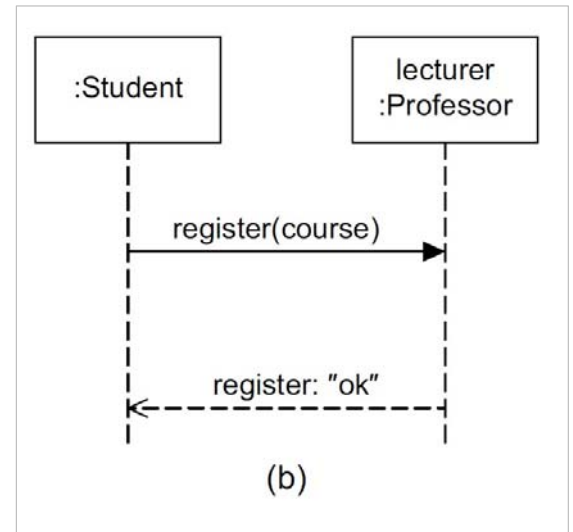 :Student
lecturer
:Professor
register(course)
register: "ok"
(b)